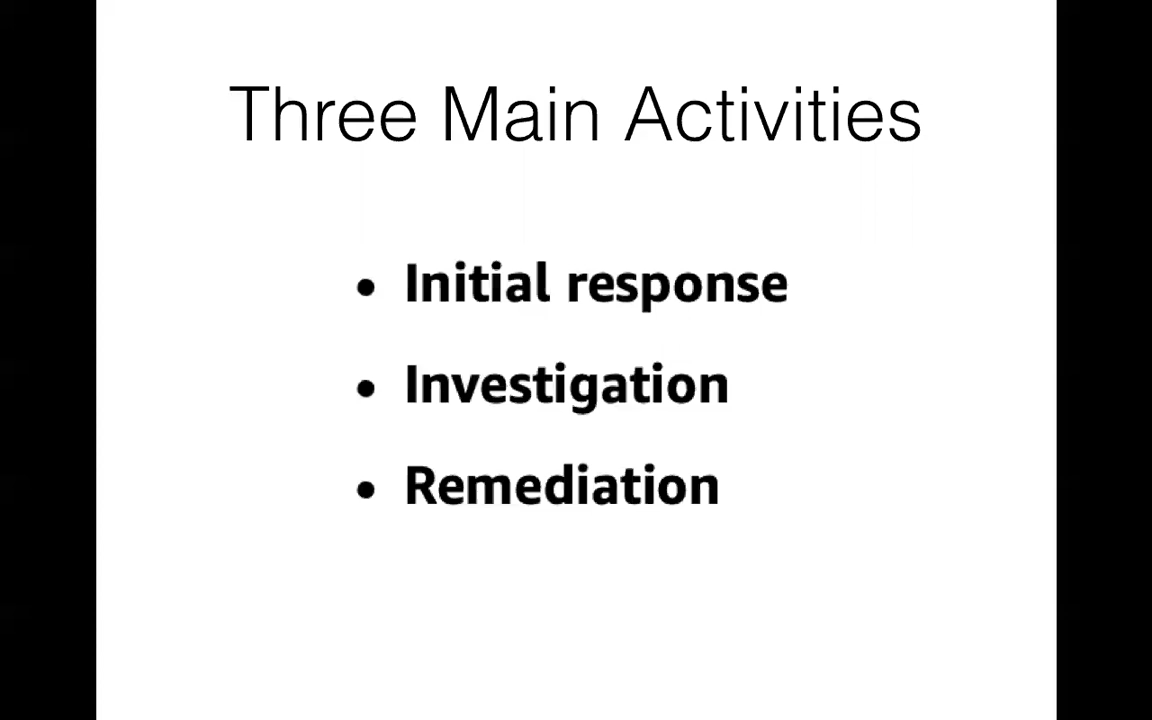 Three Main Activities
• Initial response
• Investigation
• Remediation